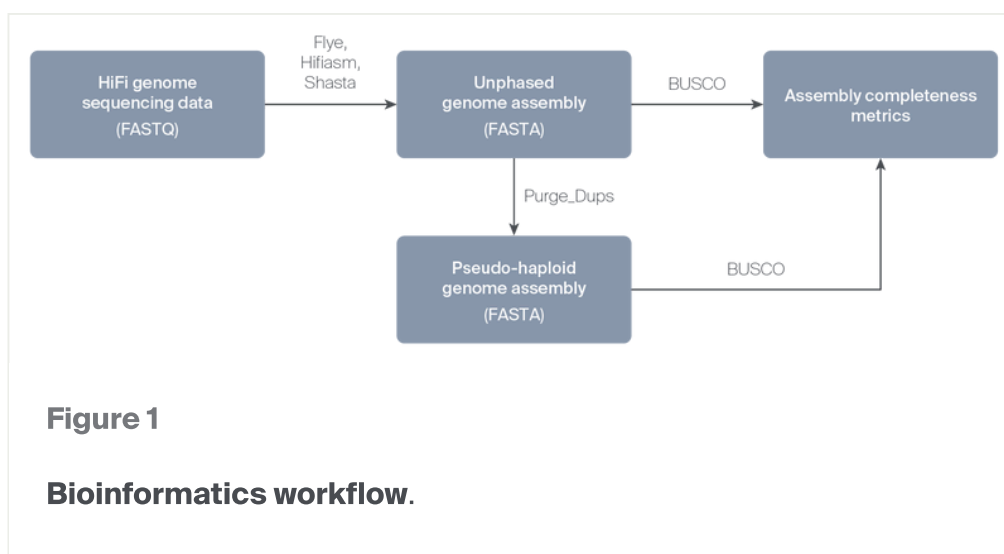 Flye,
Hifiasm,
Shasta
HiFi genome
sequencing data
(FASTQ)
Unphased
genome assembly
(FASTA)
BUSCO
Assembly completeness
metrics
Purge_Dups
Pseudo-haploid
genome assembly
(FASTA)
BUSCO
Figure 1
Bioinformatics workflow.